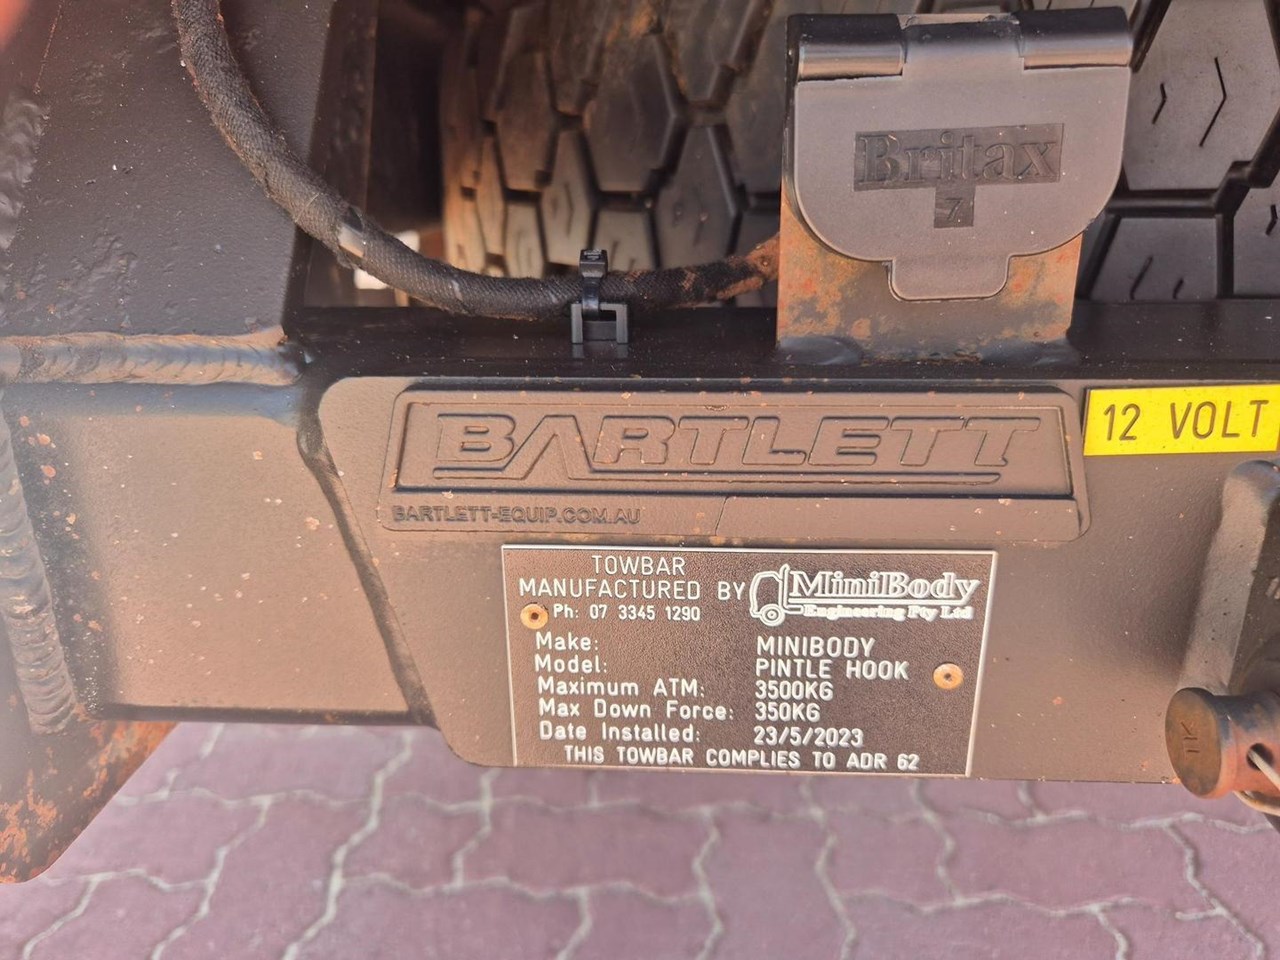 Britax
7
BARTLETT
BARTLETT-EQUIP.COM.AU
12 VOLT
TOWBAR
MANUFACTURED BY MiniBody
Engineering Pty Ltd
Ph: 07 3345 1290
Make: MINIBODY
Model: PINTLE HOOK
Maximum ATM: 3500KG
Max Down Force: 350KG
Date Installed: 23/5/2023
THIS TOWBAR COMPLIES TO ADR 62